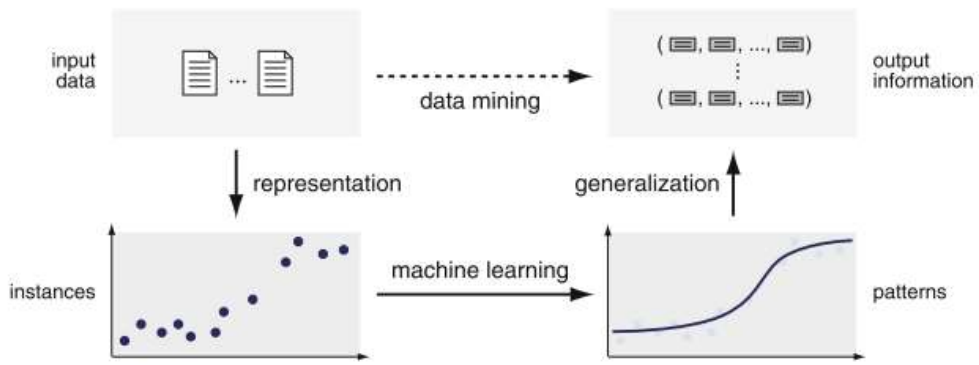 input
data
...
data mining
( , , ..., )
⋮
( , , ..., )
output
information
representation
generalization
instances
machine learning
patterns